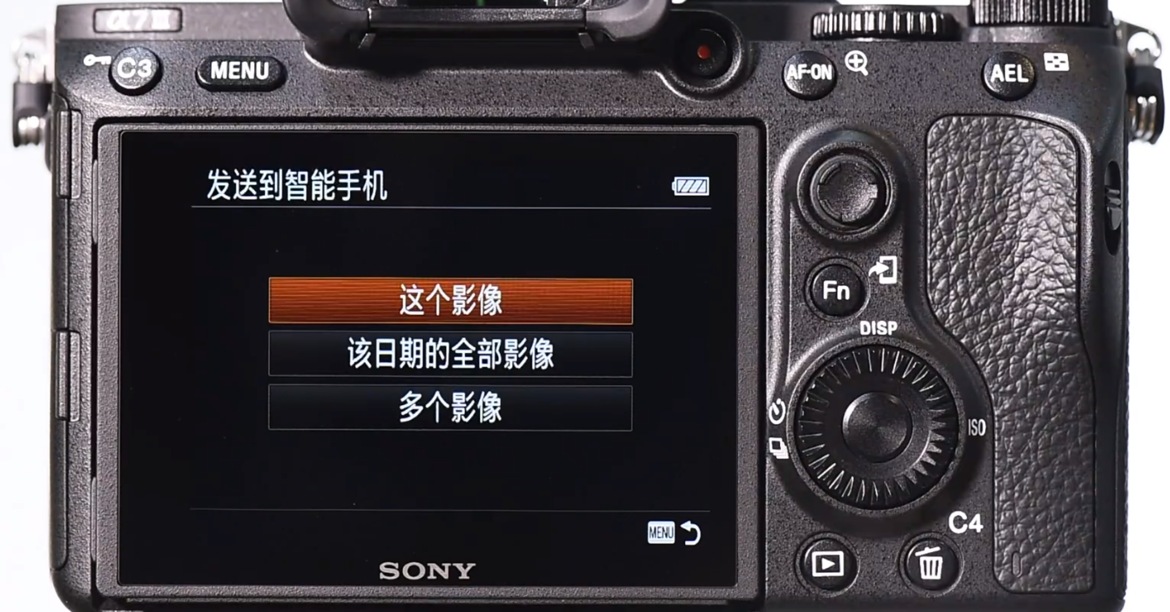 α7III
C3
MENU
AF-ON
AEL
发送到智能手机
这个影像
该日期的全部影像
多个影像
MENU
SONY
Fn
DISP
ISO
C4